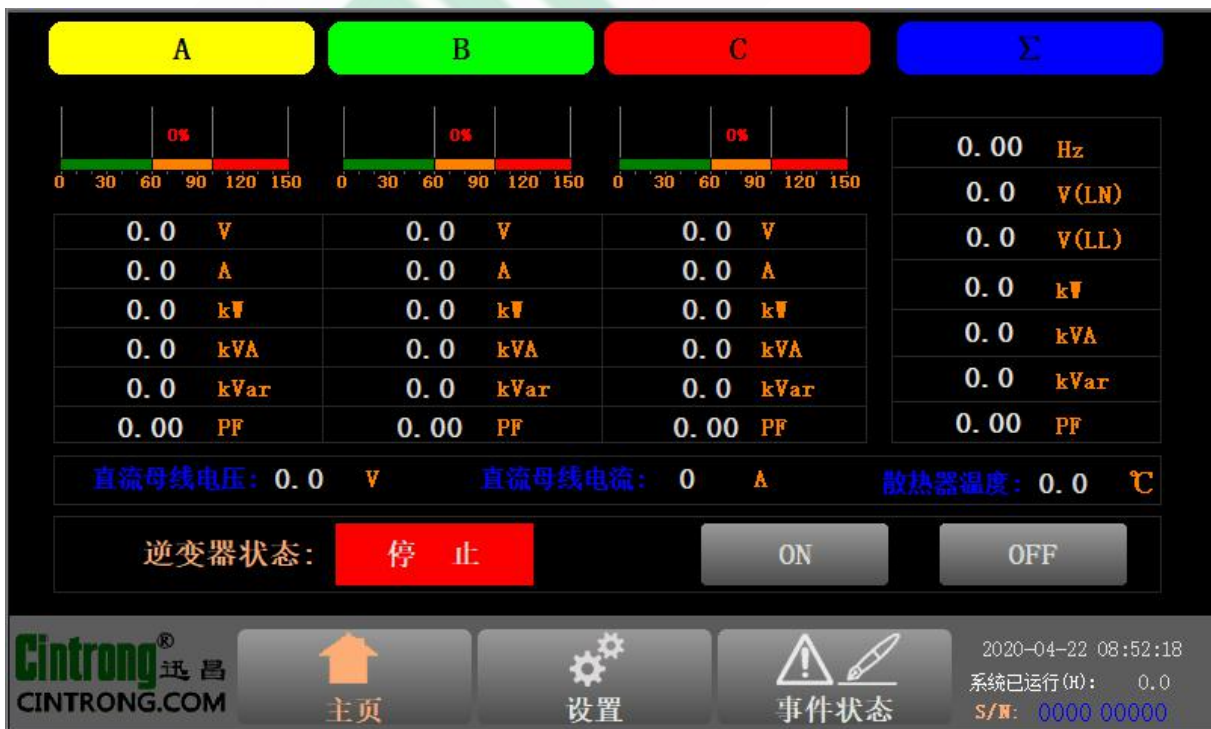 A B C Σ
0% 0% 0%
0 30 60 90 120 150 0 30 60 90 120 150 0 30 60 90 120 150
0.00 Hz
0.0 V(LN)
0.0 V(LL)
0.0 kW
0.0 kVA
0.0 kVar
0.00 PF
0.0 V 0.0 V 0.0 V
0.0 A 0.0 A 0.0 A
0.0 kW 0.0 kW 0.0 kW
0.0 kVA 0.0 kVA 0.0 kVA
0.0 kVar 0.0 kVar 0.0 kVar
0.00 PF 0.00 PF 0.00 PF
直流母线电压: 0.0 V 直流母线电流: 0 A 散热器温度: 0.0 ℃
逆变器状态: 停 止 ON OFF
Cintrong® 迅昌
CINTRONG.COM
主页 设置 事件状态
2020-04-22 08:52:18
系统已运行(H): 0.0
S/N: 0000 00000